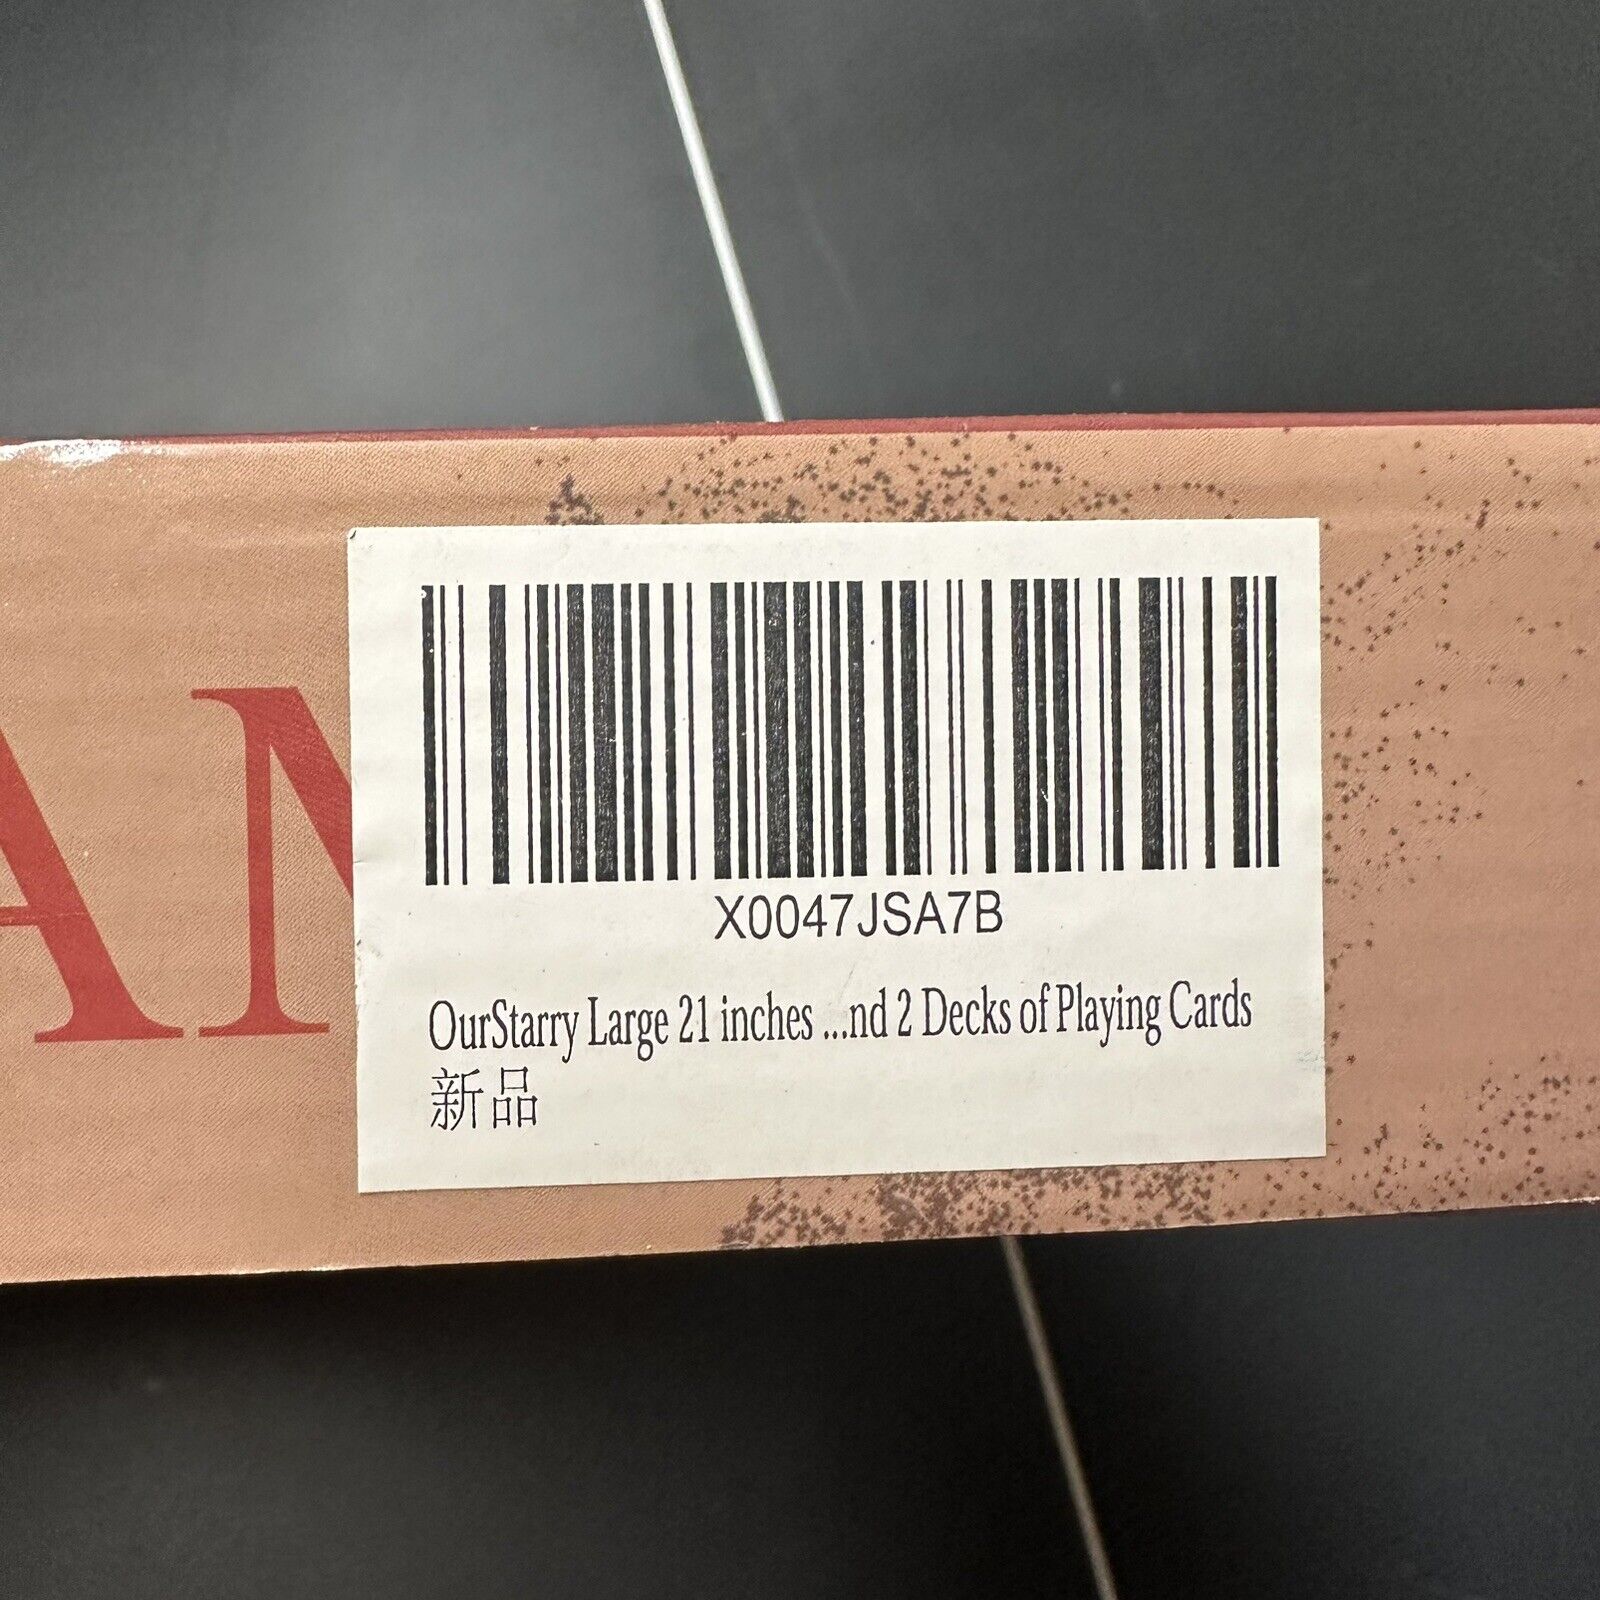 AN
X0047JSA7B
OurStarry Large 21 inches ...nd 2 Decks of Playing Cards
新品